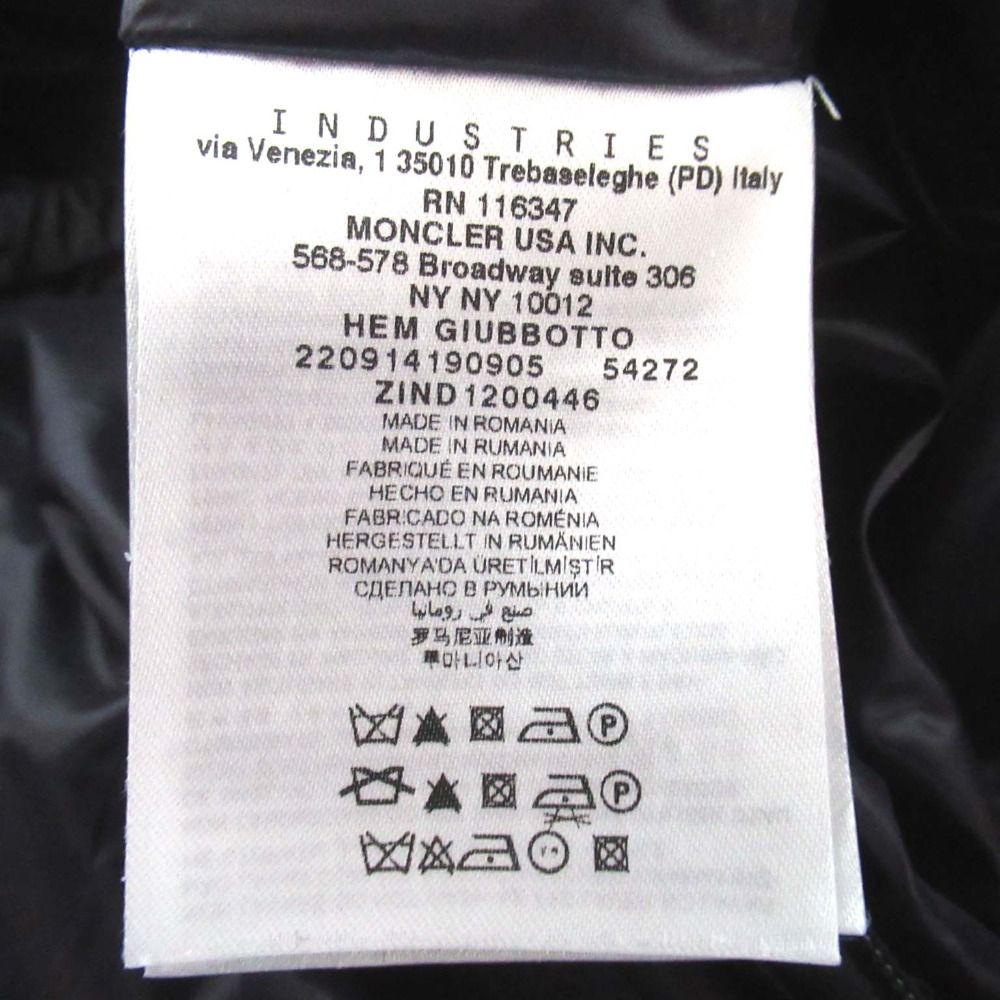 INDUSTRIES
via Venezia, 1 35010 Trebaseleghe (PD) Italy
RN 116347
MONCLER USA INC.
568-578 Broadway suite 306
NY NY 10012
HEM GIUBBOTTO
220914190905 54272
ZIND1200446
MADE IN ROMANIA
MADE IN RUMANIA
FABRIQUÉ EN ROUMANIE
HECHO EN RUMANIA
FABRICADO NA ROMÉNIA
HERGESTELLT IN RUMÄNIEN
ROMANYA'DA ÜRETİLMİŞTİR
СДЕЛАНО В РУМЫНИИ
صنع في رومانيا
罗马尼亚制造
루마니아산
P
P